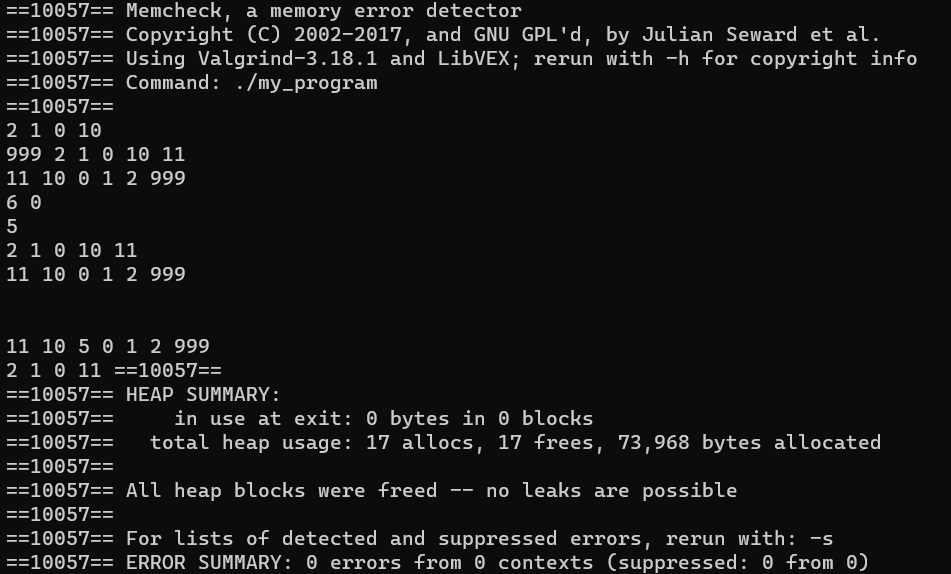 ==10057== Memcheck, a memory error detector
==10057== Copyright (C) 2002-2017, and GNU GPL'd, by Julian Seward et al.
==10057== Using Valgrind-3.18.1 and LibVEX; rerun with -h for copyright info
==10057== Command: ./my_program
==10057==
2 1 0 10
999 2 1 0 10 11
11 10 0 1 2 999
6 0
5
2 1 0 10 11
11 10 0 1 2 999
11 10 5 0 1 2 999
2 1 0 11 ==10057==
==10057== HEAP SUMMARY:
==10057==     in use at exit: 0 bytes in 0 blocks
==10057==   total heap usage: 17 allocs, 17 frees, 73,968 bytes allocated
==10057==
==10057== All heap blocks were freed -- no leaks are possible
==10057==
==10057== For lists of detected and suppressed errors, rerun with: -s
==10057== ERROR SUMMARY: 0 errors from 0 contexts (suppressed: 0 from 0)